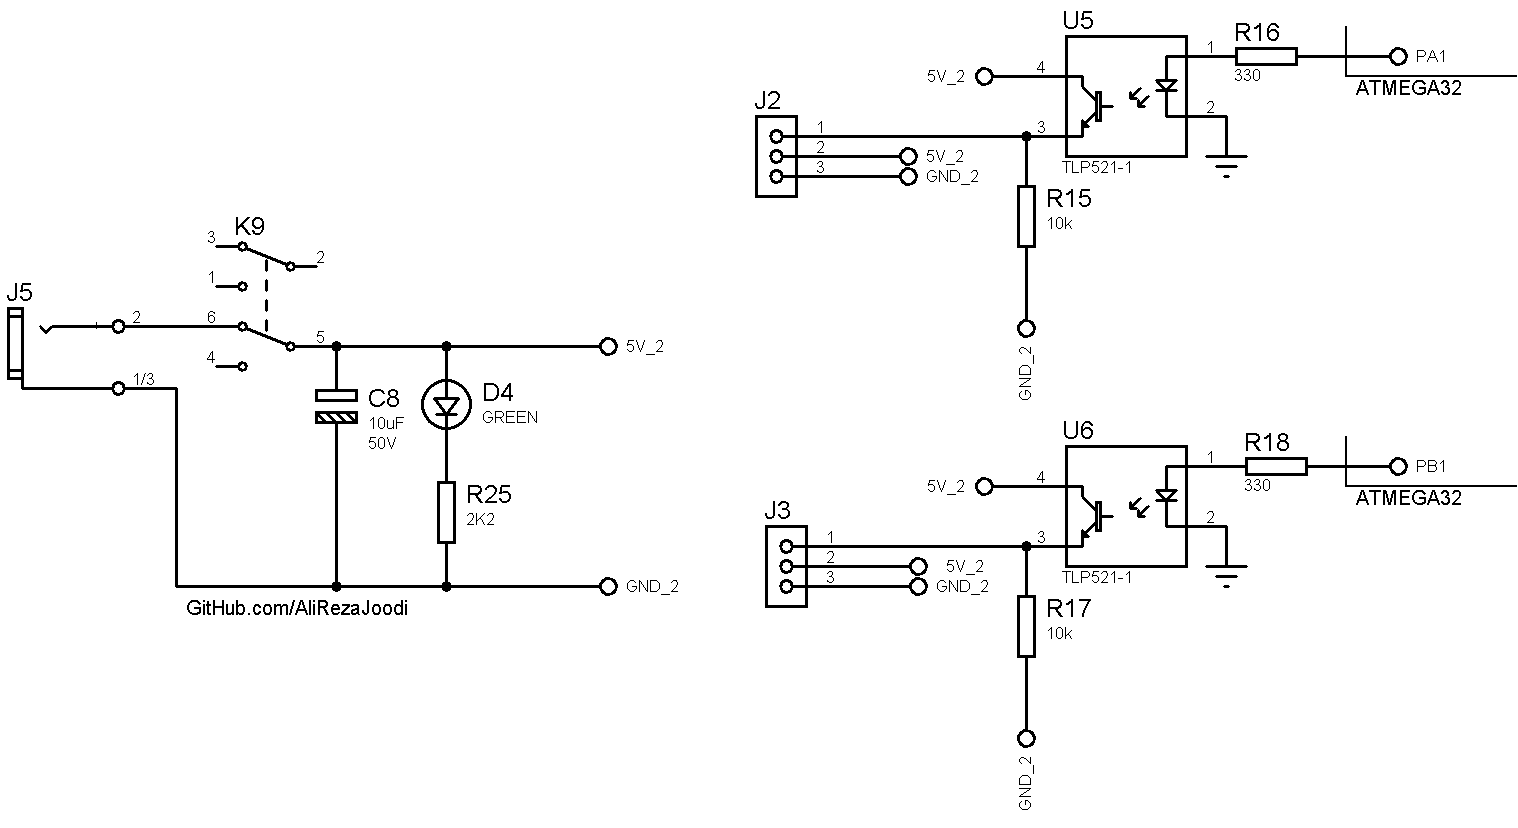 J5
2
1/3
K9
3
2
1
6
5
4
C8
10uF
50V
D4
GREEN
R25
2K2
5V_2
GND_2
GitHub.com/AliRezaJoodi
J2
1
2
3
5V_2
GND_2
5V_2
4
3
U5
TLP521-1
1
2
R16
330
PA1
ATMEGA32
R15
10k
GND_2
J3
1
2
3
5V_2
GND_2
5V_2
4
3
U6
TLP521-1
1
2
R18
330
PB1
ATMEGA32
R17
10k
GND_2